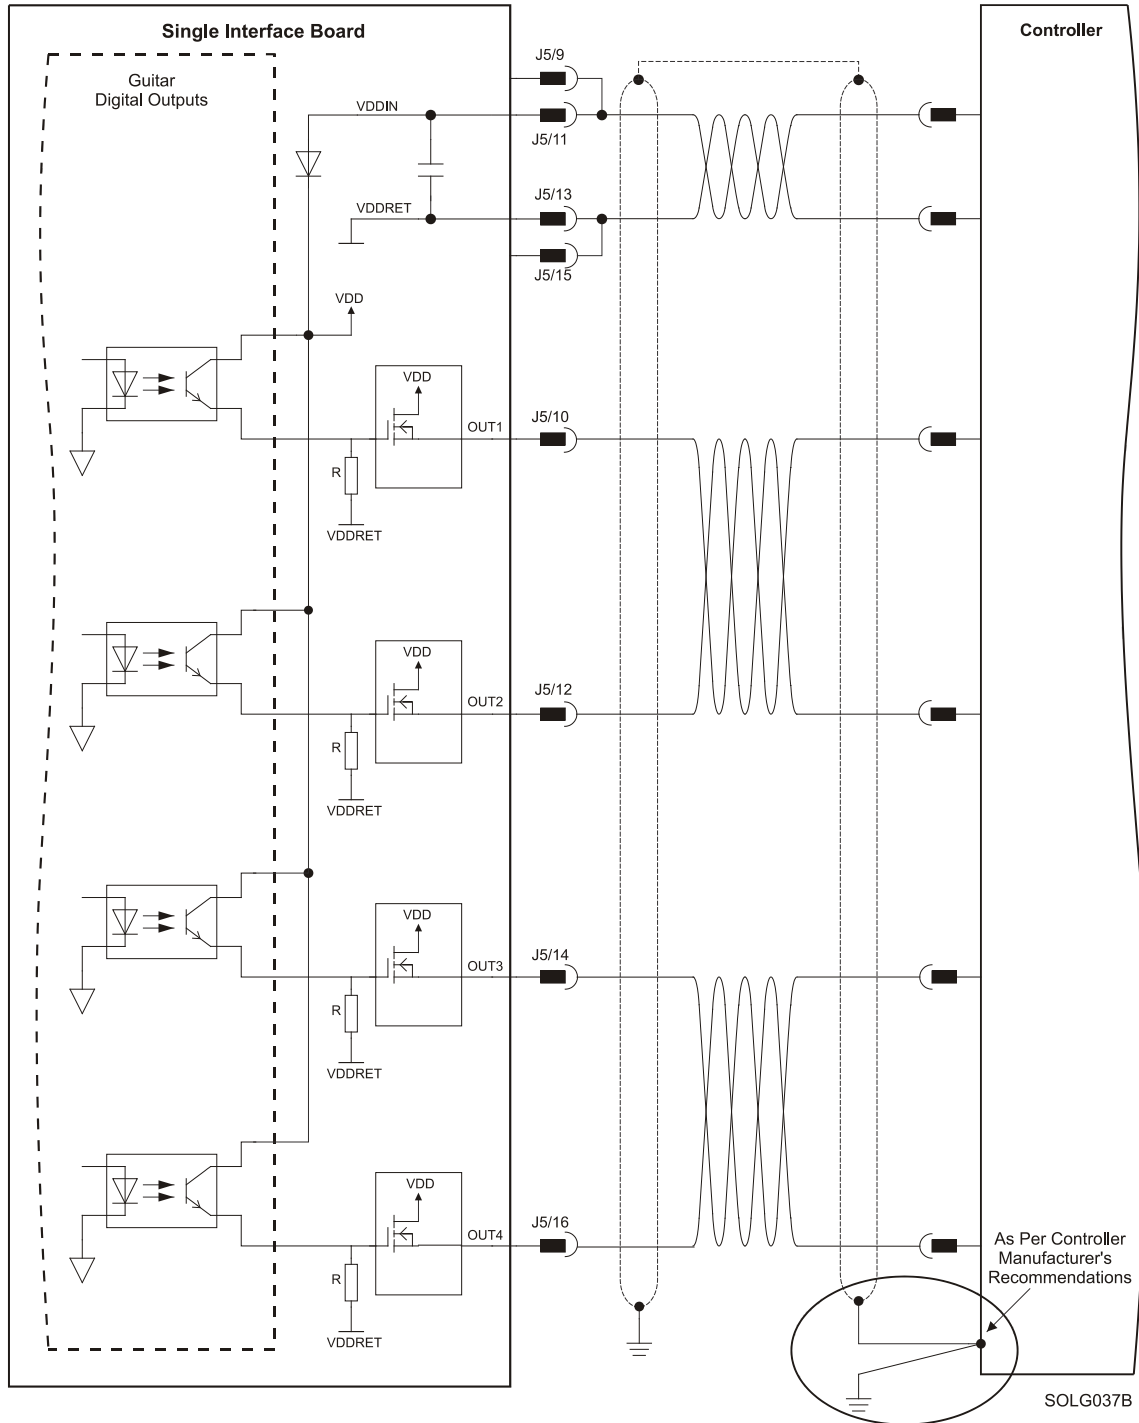 Single Interface Board
Controller
Guitar
Digital Outputs
J5/9
VDDIN
J5/11
J5/13
VDDRET
J5/15
VDD
VDD
OUT1
J5/10
R
VDDRET
VDD
OUT2
J5/12
R
VDDRET
VDD
OUT3
J5/14
R
VDDRET
VDD
OUT4
J5/16
R
VDDRET
As Per Controller
Manufacturer's
Recommendations
SOLG037B